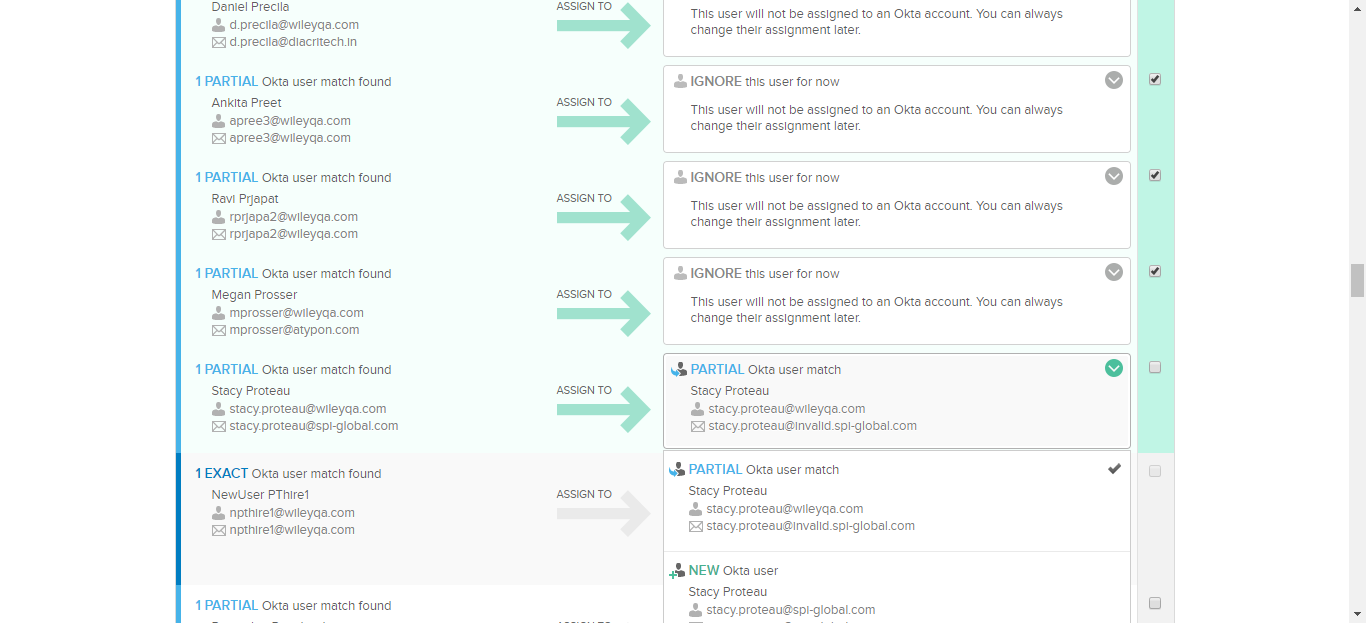 Daniel Precila
ASSIGN TO
This user will not be assigned to an Okta account. You can always
d.precila@wileyqa.com
change their assignment later.
d.precila@diacritech.in
1 PARTIAL Okta user match found
IGNORE this user for now
Ankita Preet
ASSIGN TO
This user will not be assigned to an Okta account. You can always
apree3@wileyqa.com
change their assignment later.
apree3@wileyqa.com
1 PARTIAL Okta user match found
IGNORE this user for now
Ravi Prjapat
ASSIGN TO
This user will not be assigned to an Okta account. You can always
rprjapa2@wileyqa.com
change their assignment later.
rprjapa2@wileyqa.com
1 PARTIAL Okta user match found
IGNORE this user for now
Megan Prosser
ASSIGN TO
This user will not be assigned to an Okta account. You can always
mprosser@wileyqa.com
change their assignment later.
mprosser@atypon.com
1 PARTIAL Okta user match found
PARTIAL Okta user match
Stacy Proteau
ASSIGN TO
Stacy Proteau
stacy.proteau@wileyqa.com
stacy.proteau@wileyqa.com
stacy.proteau@spi-global.com
stacy.proteau@invalid.spi-global.com
1 EXACT Okta user match found
PARTIAL Okta user match
NewUser PThire1
ASSIGN TO
Stacy Proteau
npthire1@wileyqa.com
stacy.proteau@wileyqa.com
npthire1@wileyqa.com
stacy.proteau@invalid.spi-global.com
NEW Okta user
Stacy Proteau
1 PARTIAL Okta user match found
stacy.proteau@spi-global.com